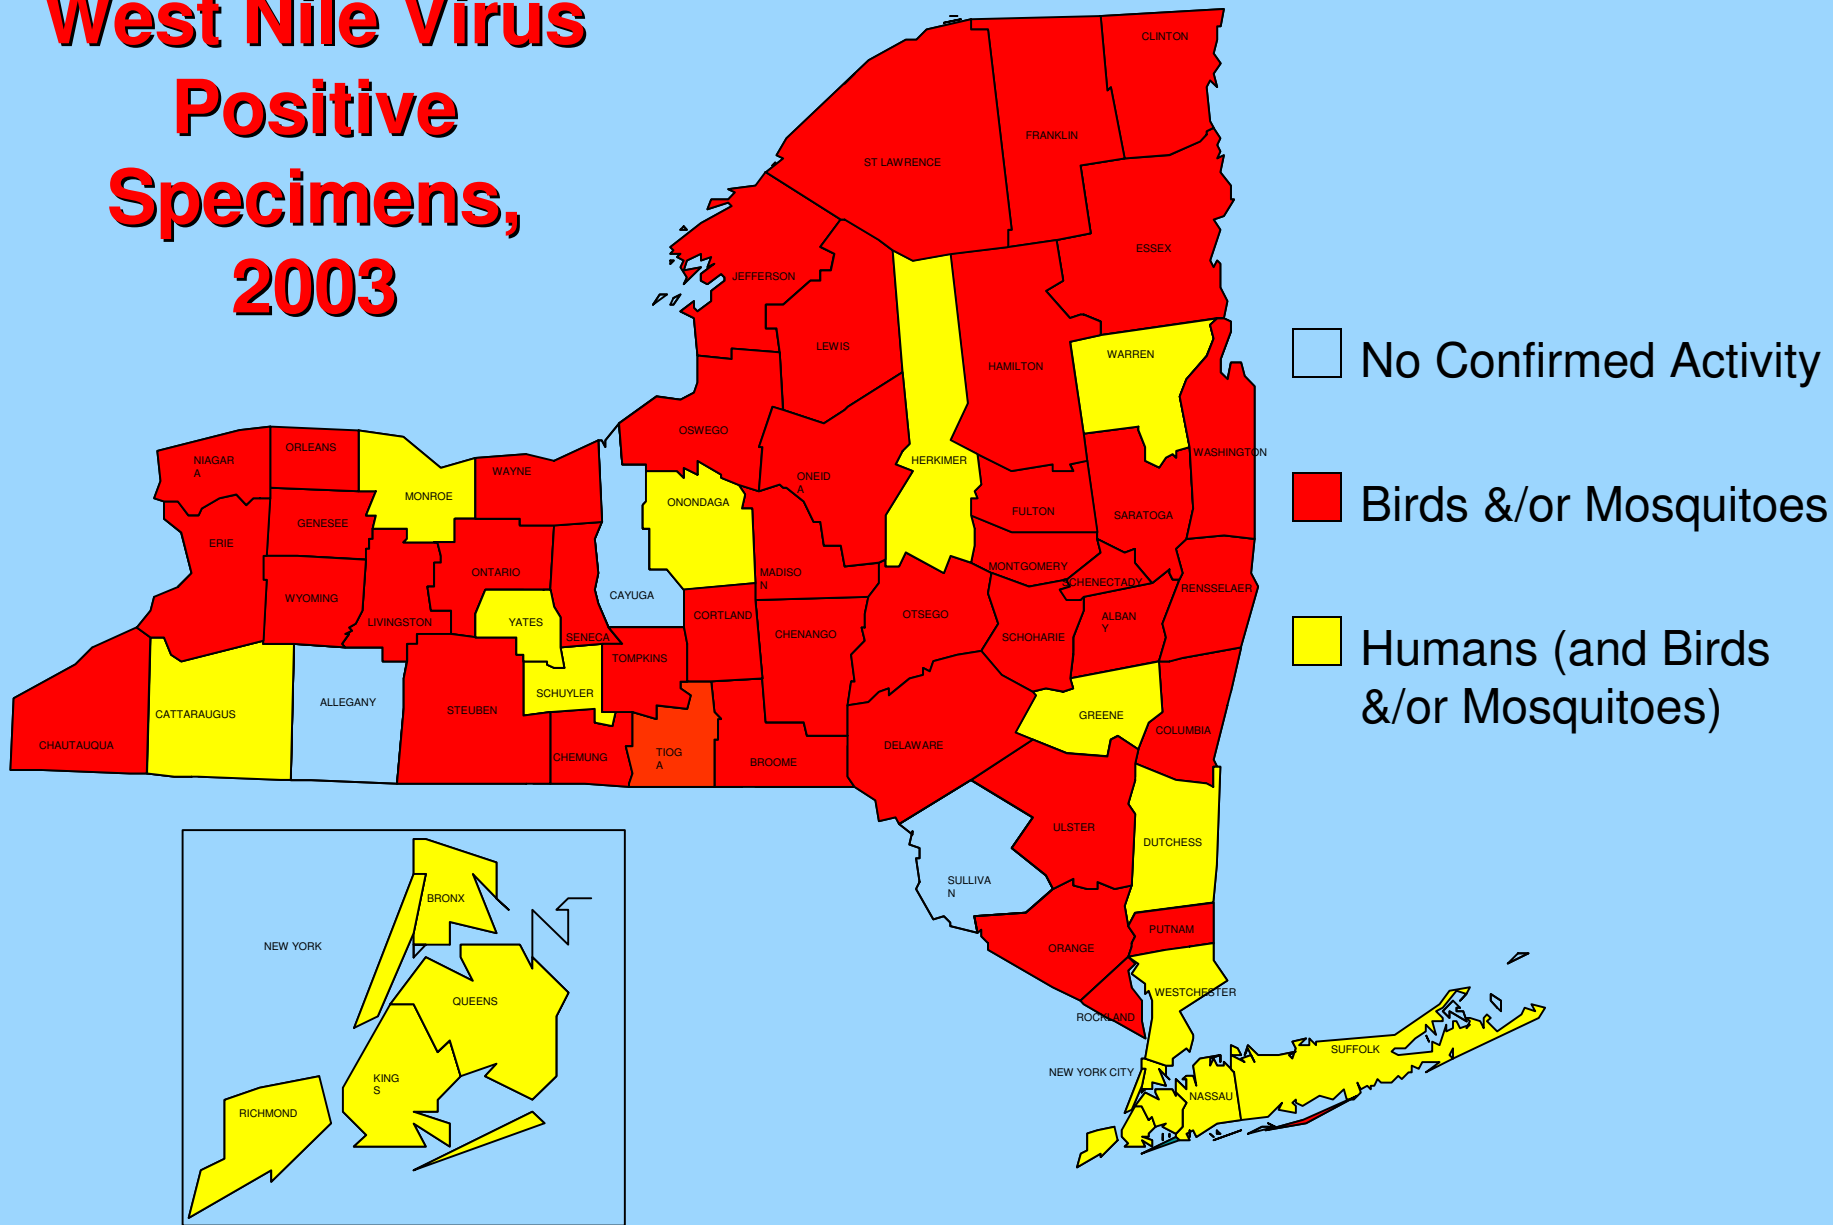 West Nile Virus
Positive
Specimens,
2003
CLINTON
FRANKLIN
ST LAWRENCE
ESSEX
JEFFERSON
LEWIS
WARREN
HAMILTON
OSWEGO
HERKIMER
WASHINGTON
ONEID
A
NIAGAR
A
ORLEANS
MONROE
WAYNE
ONONDAGA
FULTON
SARATOGA
GENESEE
ERIE
ONTARIO
MADISO
N
MONTGOMERY
SCHENECTADY
RENSSELAER
WYOMING
CAYUGA
LIVINGSTON
YATES
SENECA
CORTLAND
CHENANGO
OTSEGO
SCHOHARIE
ALBAN
Y
TOMPKINS
SCHUYLER
CATTARAUGUS
ALLEGANY
STEUBEN
GREENE
COLUMBIA
CHAUTAUQUA
CHEMUNG
TIOG
A
BROOME
DELAWARE
ULSTER
DUTCHESS
SULLIVA
N
PUTNAM
ORANGE
WESTCHESTER
ROCKLAND
NEW YORK CITY
SUFFOLK
NASSAU
BRONX
NEW YORK
QUEENS
KING
S
RICHMOND
No Confirmed Activity
Birds &/or Mosquitoes
Humans (and Birds
&/or Mosquitoes)